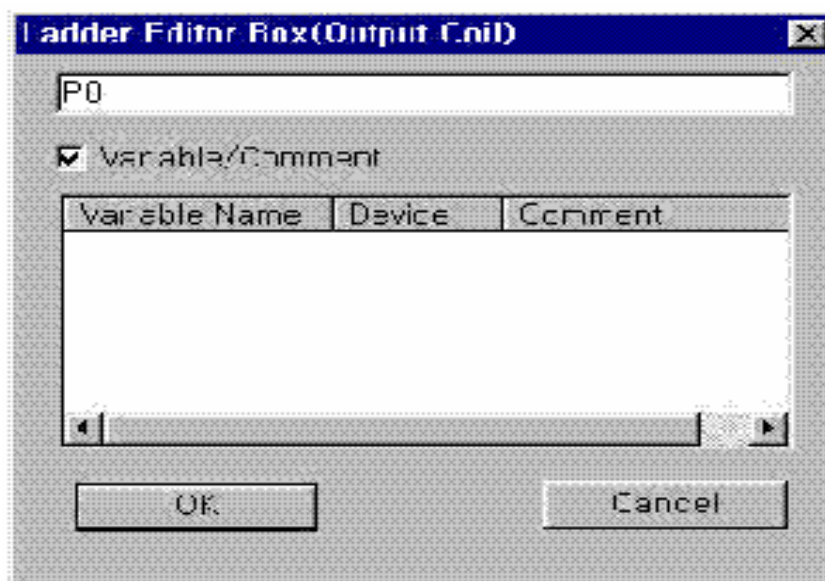 Ladder Editor Box(Output Coil)
P0
Variable/Comment
Variable Name Device Comment
OK Cancel